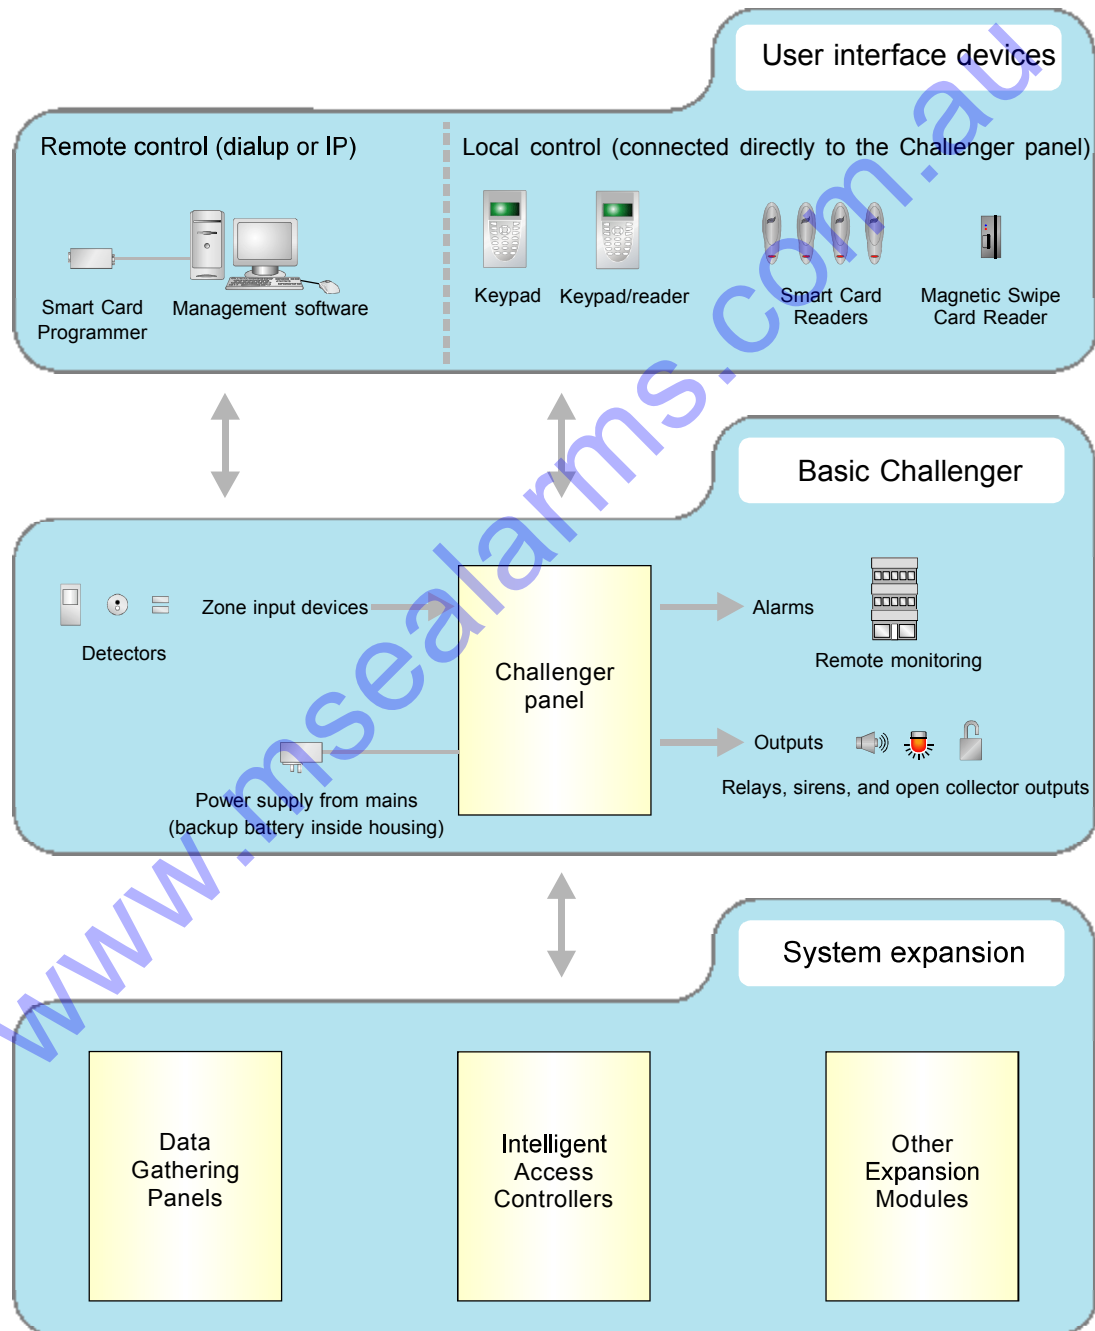 User interface devices
Remote control (dialup or IP)
Local control (connected directly to the Challenger panel)
Smart Card
Programmer
Management software
Keypad
Keypad/reader
Smart Card
Readers
Magnetic Swipe
Card Reader
Basic Challenger
Detectors
Zone input devices
Challenger
panel
Alarms
Remote monitoring
Power supply from mains
(backup battery inside housing)
Outputs
Relays, sirens, and open collector outputs
System expansion
Data
Gathering
Panels
Intelligent
Access
Controllers
Other
Expansion
Modules
www.msealarms.com.au